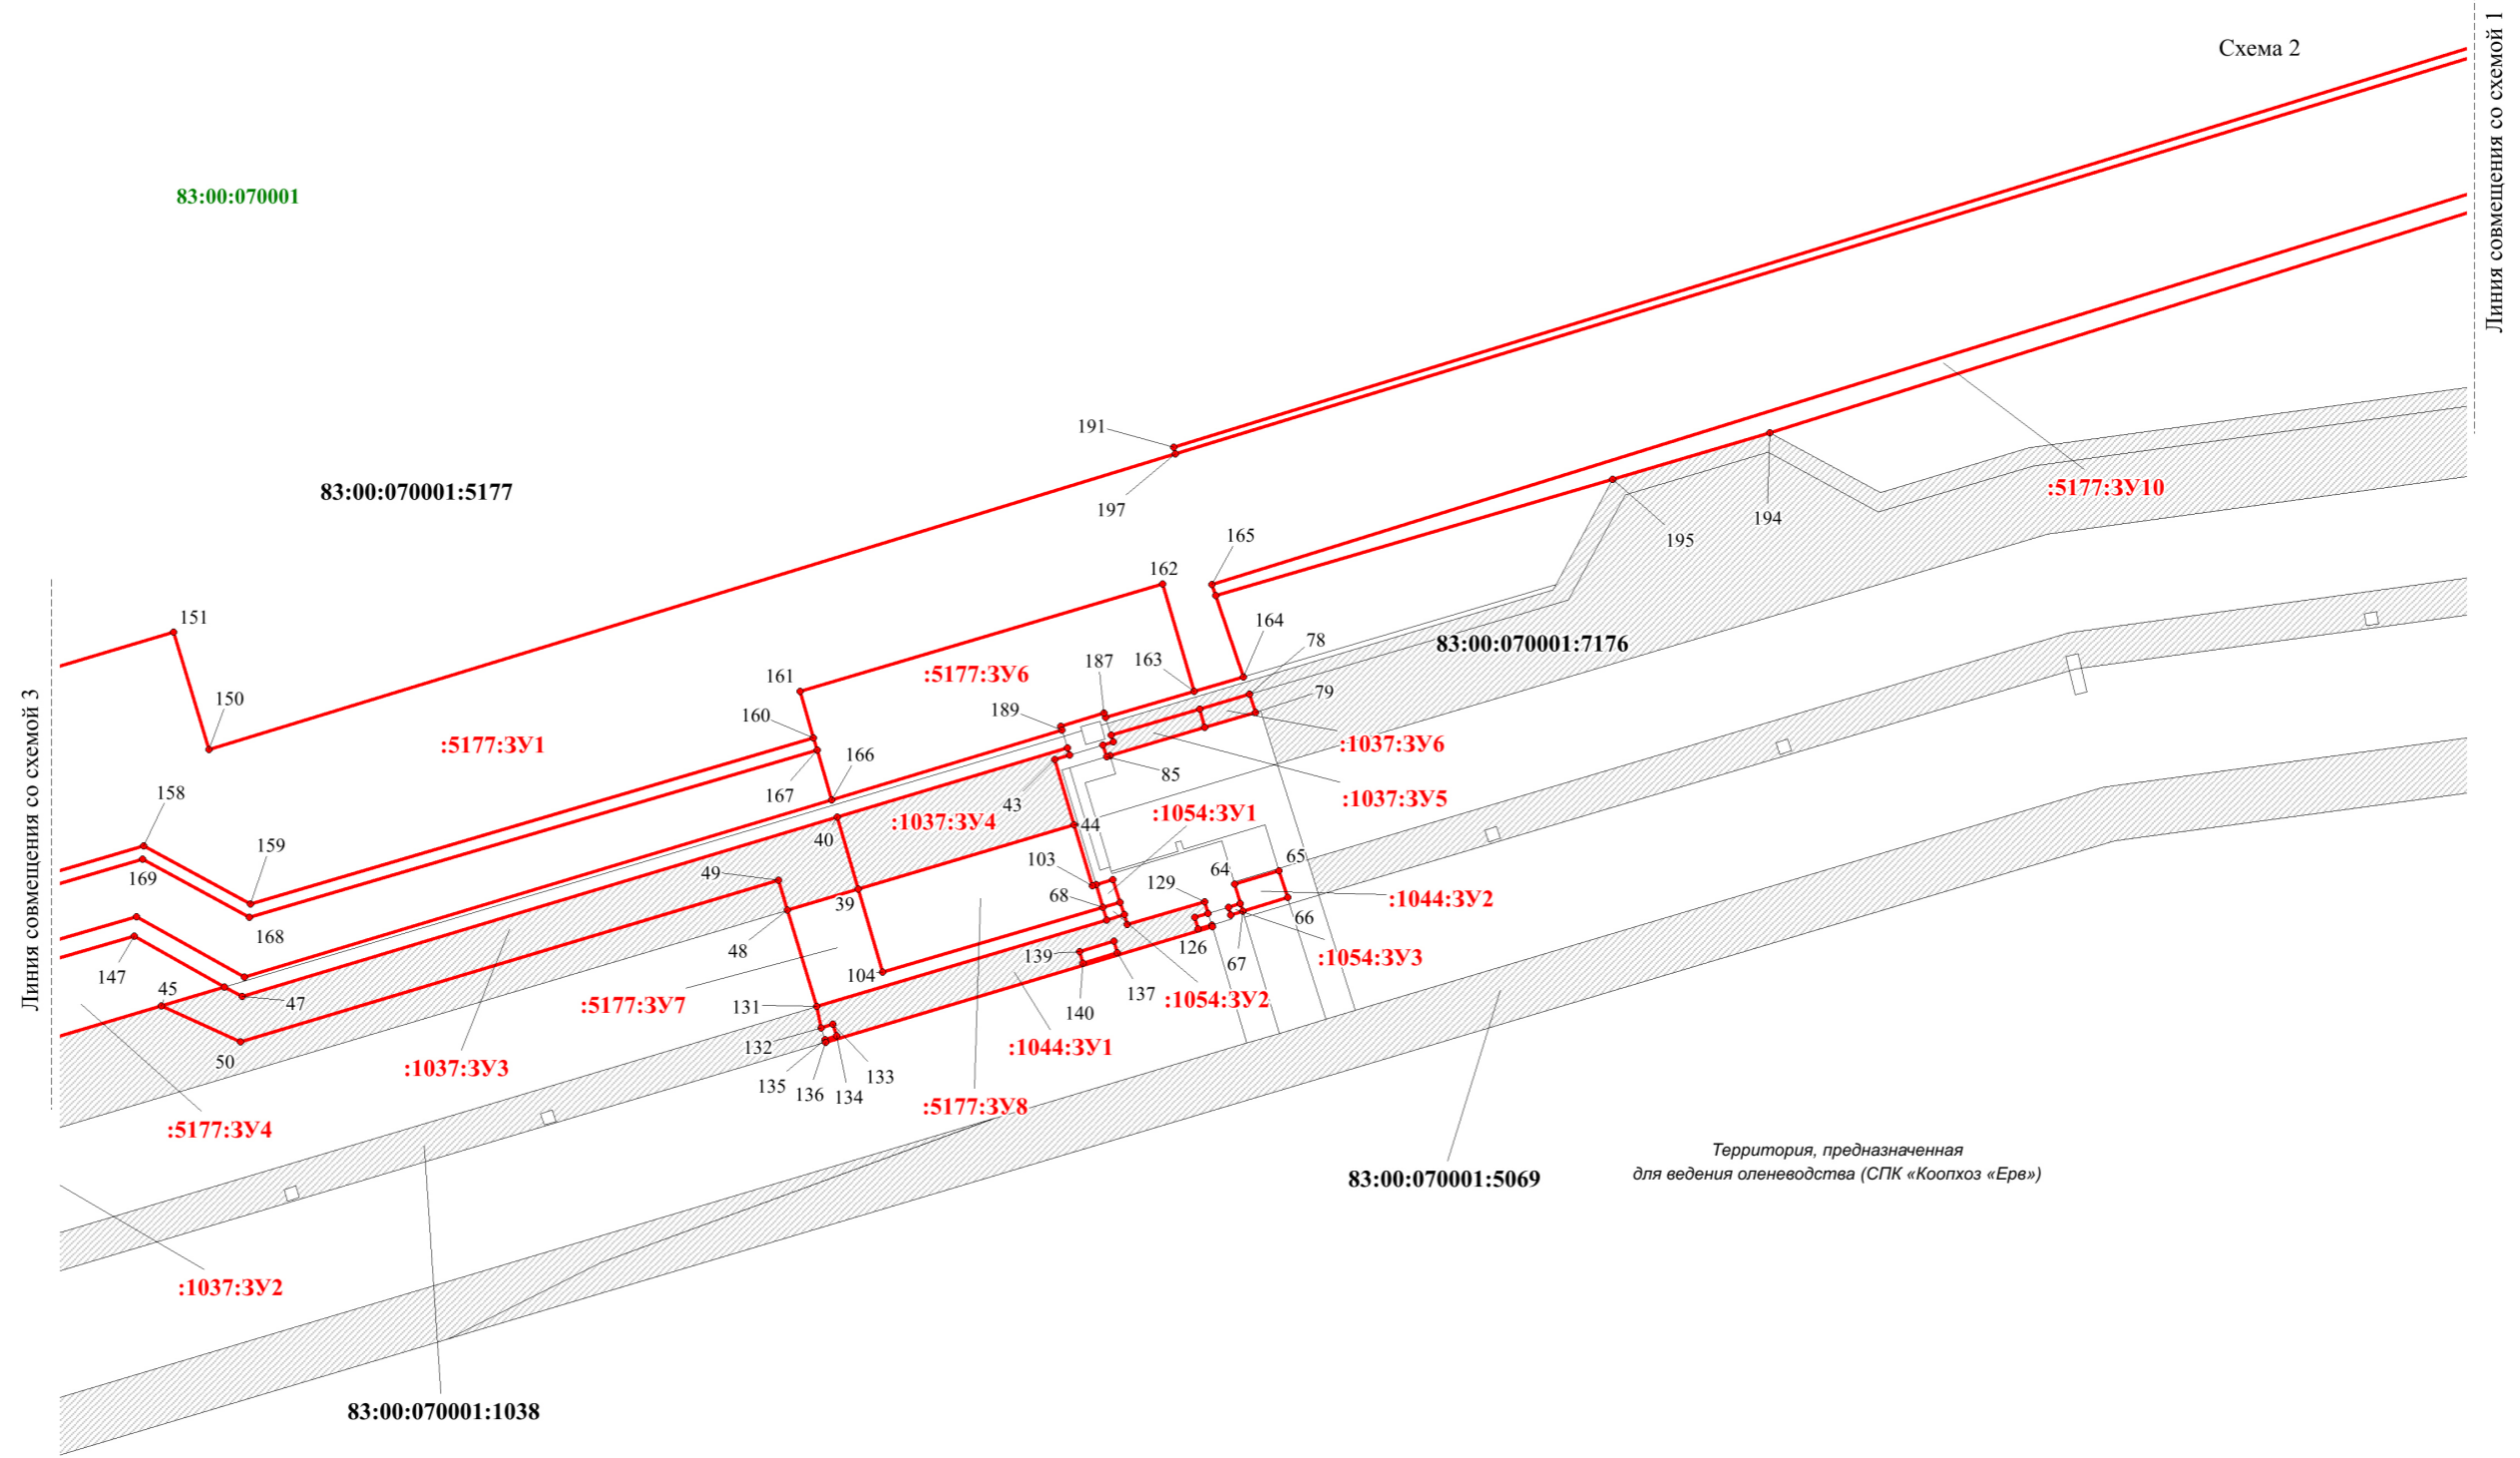 Схема 2
Линия совмещения со схемой 1
83:00:070001
191
83:00:070001:5177
:5177:ЗУ10
197
194
195
165
162
151
164
78
83:00:070001:7176
187
163
:5177:ЗУ6
161
79
150
189
160
:5177:ЗУ1
:1037:ЗУ6
166
85
Линия совмещения со схемой 3
158
167
:1037:ЗУ5
43
:1054:ЗУ1
:1037:ЗУ4
44
40
159
103
65
64
169
49
129
68
:1044:ЗУ2
39
66
168
48
126
139
:1054:ЗУ3
67
137
147
104
45
47
:1054:ЗУ2
131
:5177:ЗУ7
140
132
:1044:ЗУ1
50
:1037:ЗУ3
133
135
136
134
:5177:ЗУ8
:5177:ЗУ4
Территория, предназначенная
для ведения оленеводства (СПК «Коопхоз «Ерв»)
83:00:070001:5069
:1037:ЗУ2
83:00:070001:1038